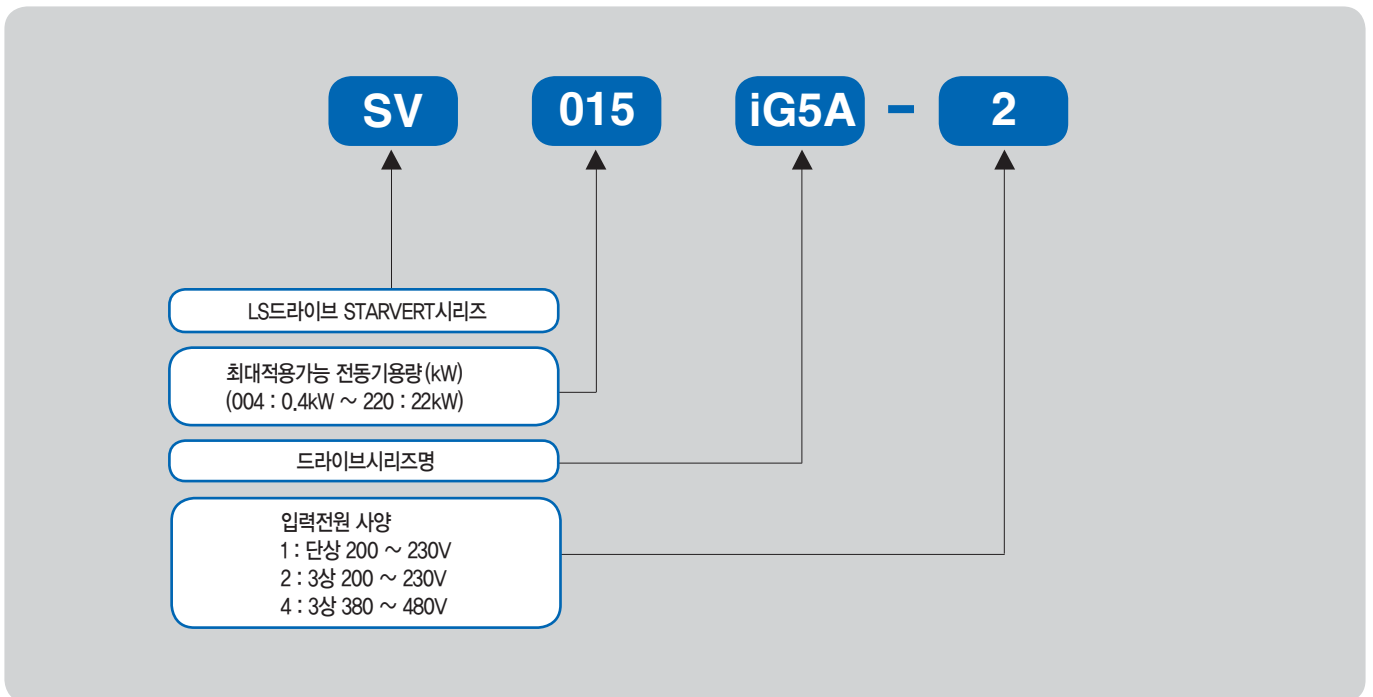 SV 015 iG5A - 2
LS드라이브 STARVERT시리즈
최대적용가능 전동기용량(kW)
(004 : 0.4kW ~ 220 : 22kW)
드라이브시리즈명
입력전원 사양
1 : 단상 200 ~ 230V
2 : 3상 200 ~ 230V
4 : 3상 380 ~ 480V